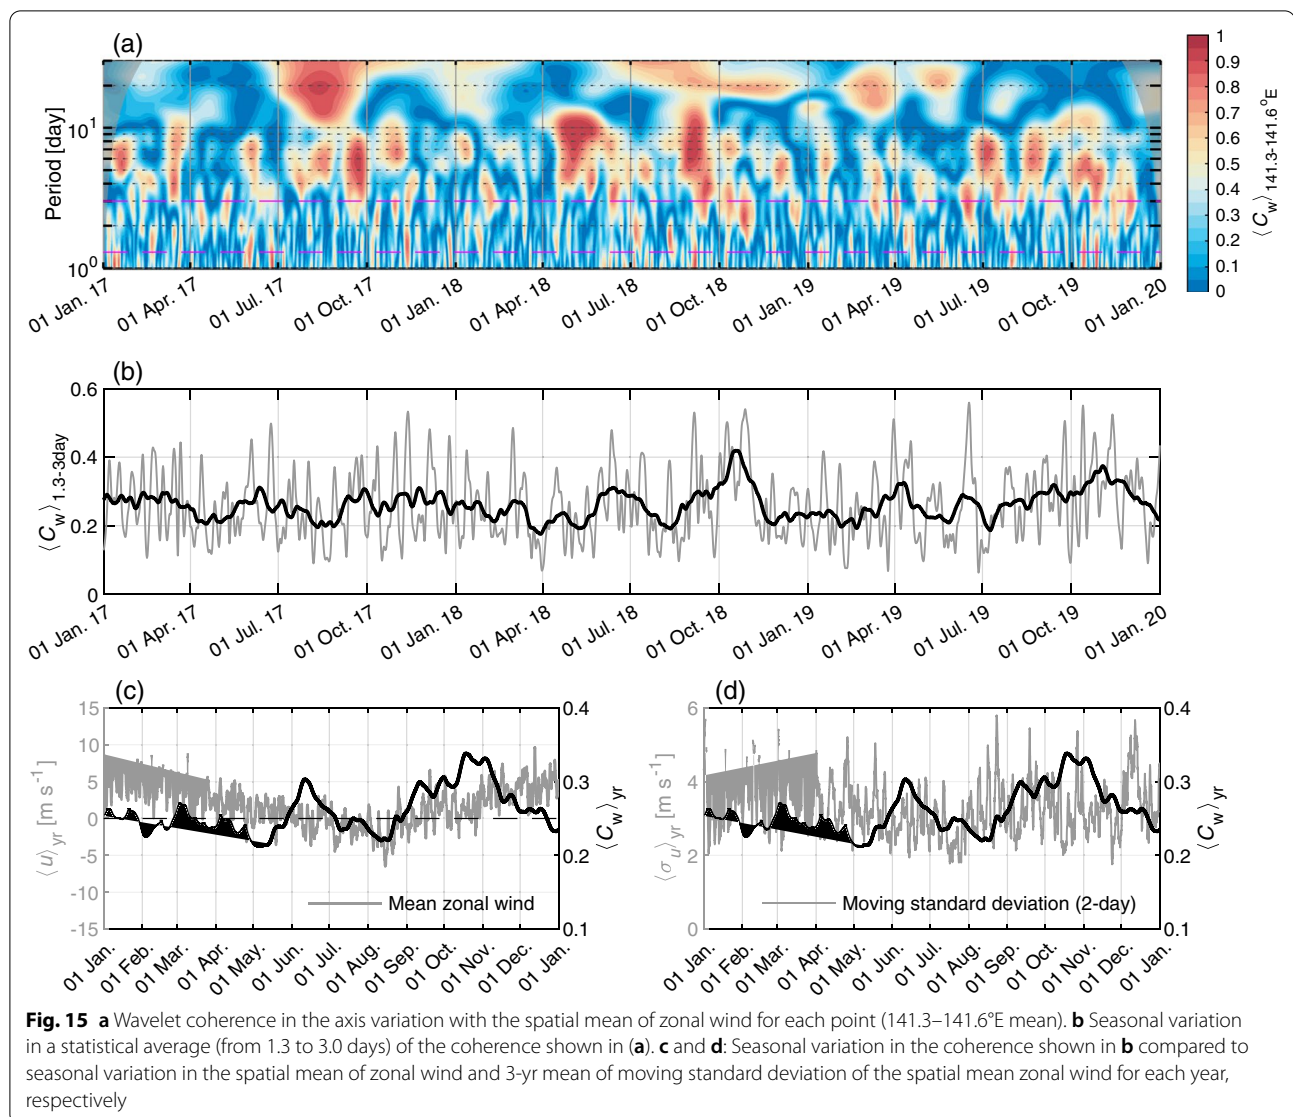 (a)
Period [day]
10¹
10⁰
01 Jan. 17
01 Apr. 17
01 Jul. 17
01 Oct. 17
01 Jan. 18
01 Apr. 18
01 Jul. 18
01 Oct. 18
01 Jan. 19
01 Apr. 19
01 Jul. 19
01 Oct. 19
01 Jan. 20
1
0.9
0.8
0.7
0.6
0.5
0.4
0.3
0.2
0.1
0
⟨C_w⟩ 141.3-141.6°E
(b)
⟨C_w⟩ 1.3-3day
0.6
0.4
0.2
0
01 Jan. 17
01 Apr. 17
01 Jul. 17
01 Oct. 17
01 Jan. 18
01 Apr. 18
01 Jul. 18
01 Oct. 18
01 Jan. 19
01 Apr. 19
01 Jul. 19
01 Oct. 19
01 Jan. 20
(c)
⟨u⟩yr [m s⁻¹]
15
10
5
0
-5
-10
-15
0.4
0.3
0.2
0.1
⟨C_w⟩yr
Mean zonal wind
01 Jan.
01 Feb.
01 Mar.
01 Apr.
01 May.
01 Jun.
01 Jul.
01 Aug.
01 Sep.
01 Oct.
01 Nov.
01 Dec.
01 Jan.
(d)
⟨σ_u⟩yr [m s⁻¹]
6
4
2
0
0.4
0.3
0.2
0.1
⟨C_w⟩yr
Moving standard deviation (2-day)
01 Jan.
01 Feb.
01 Mar.
01 Apr.
01 May.
01 Jun.
01 Jul.
01 Aug.
01 Sep.
01 Oct.
01 Nov.
01 Dec.
01 Jan.
Fig. 15 a Wavelet coherence in the axis variation with the spatial mean of zonal wind for each point (141.3–141.6°E mean). b Seasonal variation
in a statistical average (from 1.3 to 3.0 days) of the coherence shown in (a). c and d: Seasonal variation in the coherence shown in b compared to
seasonal variation in the spatial mean of zonal wind and 3-yr mean of moving standard deviation of the spatial mean zonal wind for each year,
respectively